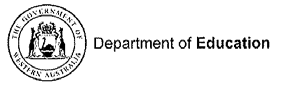 THE GOVERNMENT OF
WESTERN AUSTRALIA
Department of Education